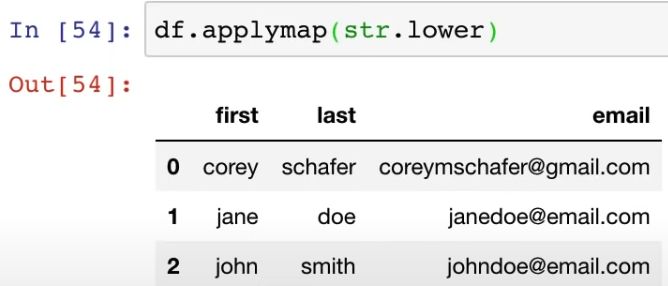 In [54]: df.applymap(str.lower)
Out[54]:
first last email
0 corey schafer coreymschafer@gmail.com
1 jane doe janedoe@email.com
2 john smith johndoe@email.com